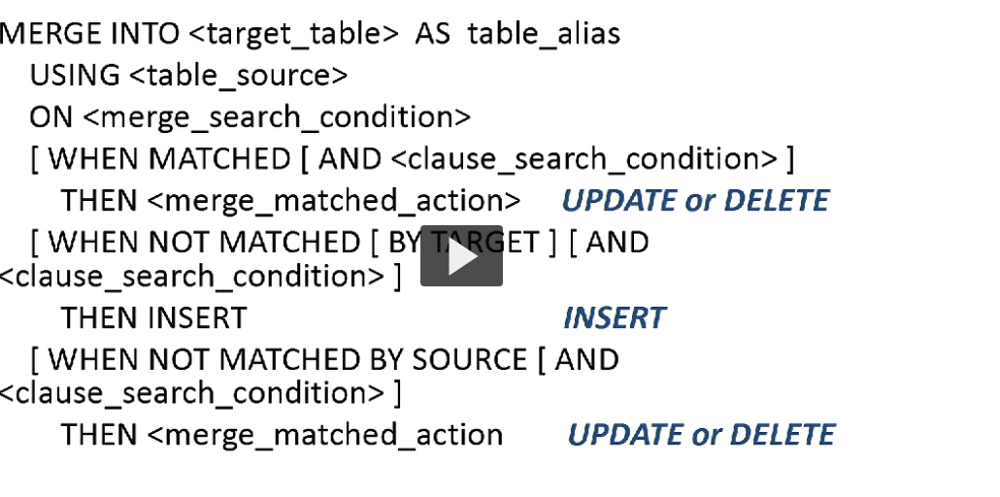 MERGE INTO <target_table> AS table_alias
USING <table_source>
ON <merge_search_condition>
[ WHEN MATCHED [ AND <clause_search_condition> ]
THEN <merge_matched_action> UPDATE or DELETE
[ WHEN NOT MATCHED [ BY TARGET ] [ AND
<clause_search_condition> ]
THEN INSERT INSERT
[ WHEN NOT MATCHED BY SOURCE [ AND
<clause_search_condition> ]
THEN <merge_matched_action UPDATE or DELETE